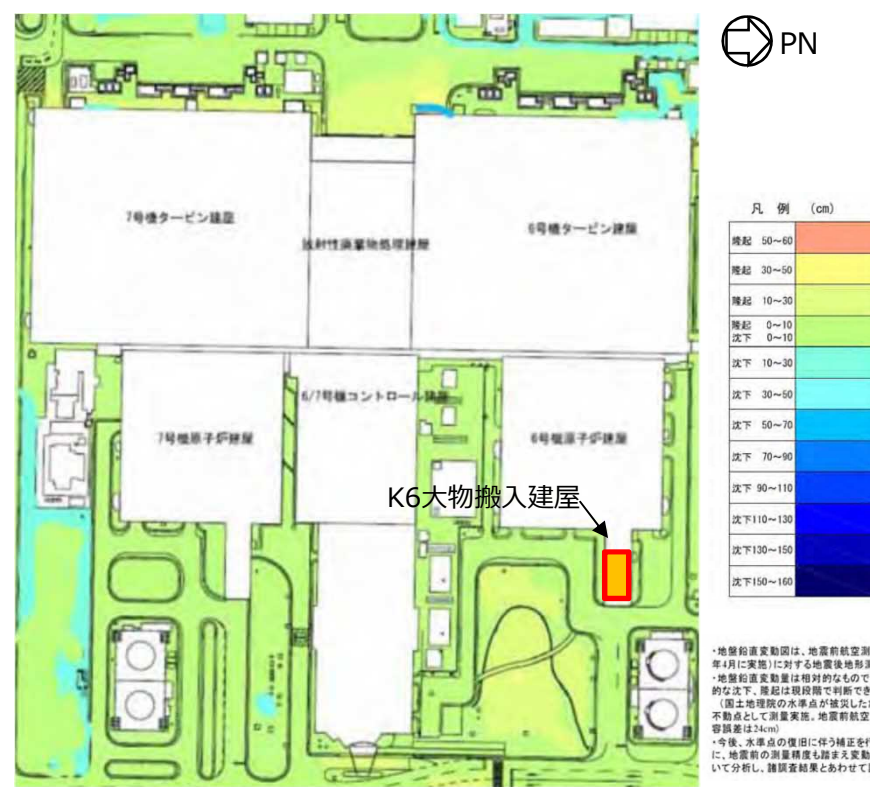 PN
7号機タービン建屋
放射性廃棄物処理建屋
6号機タービン建屋
6/7号機コントロール建屋
7号機原子炉建屋
6号機原子炉建屋
K6大物搬入建屋
凡 例 (cm)
隆起 50~60
隆起 30~50
隆起 10~30
隆起 0~10
沈下 0~10
沈下 10~30
沈下 30~50
沈下 50~70
沈下 70~90
沈下 90~110
沈下110~130
沈下130~150
沈下150~160
・地盤鉛直変動図は、地震前航空測
年4月に実施)に対する地震後地形測
・地盤鉛直変動量は相対的なもので
的な沈下、隆起は現段階で判断でき
(国土地理院の水準点が被災した
不動点として測量実施。地震前航空
容誤差は24cm)
・今後、水準点の復旧に伴う補正を行
に、地震前の測量精度も踏まえ変動
いて分析し、諸調査結果とあわせて